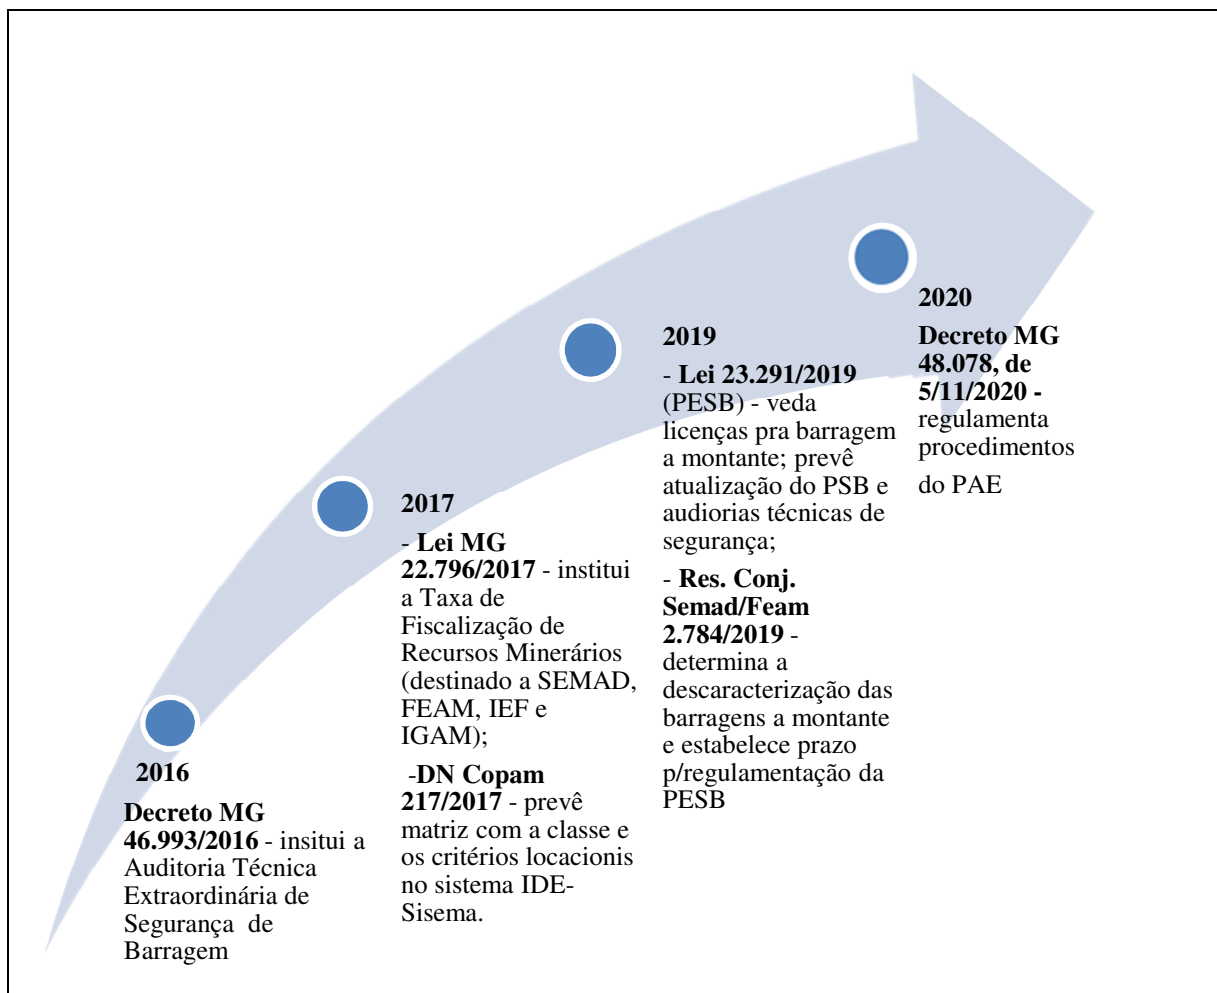 2016
Decreto MG
46.993/2016 - insitui a
Auditoria Técnica
Extraordinária de
Segurança de
Barragem
2017
- Lei MG
22.796/2017 - institui
a Taxa de
Fiscalização de
Recursos Minerários
(destinado a SEMAD,
FEAM, IEF e
IGAM);
-DN Copam
217/2017 - prevê
matriz com a classe e
os critérios locacionis
no sistema IDE-
Sisema.
2019
- Lei 23.291/2019
(PESB) - veda
licenças pra barragem
a montante; prevê
atualização do PSB e
audiorias técnicas de
segurança;
- Res. Conj.
Semad/Feam
2.784/2019 -
determina a
descaracterização das
barragens a montante
e estabelece prazo
p/regulamentação da
PESB
2020
Decreto MG
48.078, de
5/11/2020 -
regulamenta
procedimentos
do PAE